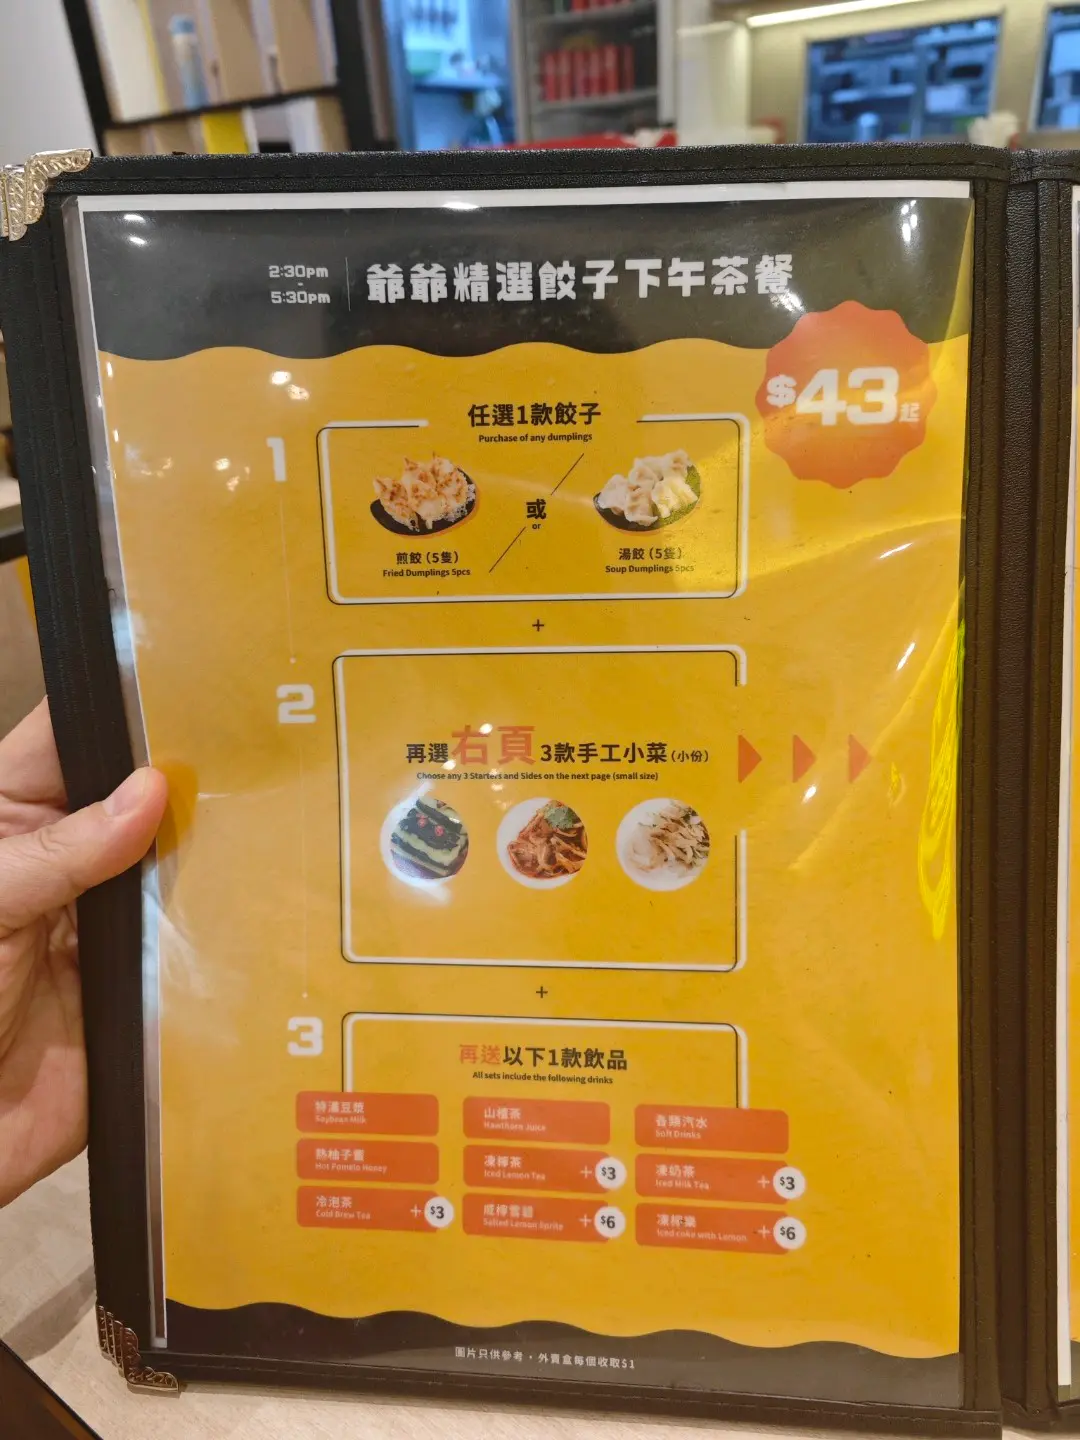 2:30pm
-
5:30pm
爺爺精選餃子下午茶餐
$43起
1
任選1款餃子
Purchase of any dumplings
或
or
煎餃（5隻）
Fried Dumplings 5pcs
湯餃（5隻）
Soup Dumplings 5pcs
+
2
再選右頁3款手工小菜（小份）
Choose any 3 Starters and Sides on the next page (small size)
+
3
再送以下1款飲品
All sets include the following drinks
特濃豆漿
Soybean Milk
山楂茶
Hawthorn Juice
各類汽水
Soft Drinks
熱柚子蜜
Hot Pomelo Honey
凍檸茶
Iced Lemon Tea
+$3
凍奶茶
Iced Milk Tea
+$3
冷泡茶
Cold Brew Tea
+$3
咸檸雪碧
Salted Lemon Sprite
+$6
凍檸樂
Iced coke with Lemon
+$6
圖片只供參考・外賣盒每個收取$1